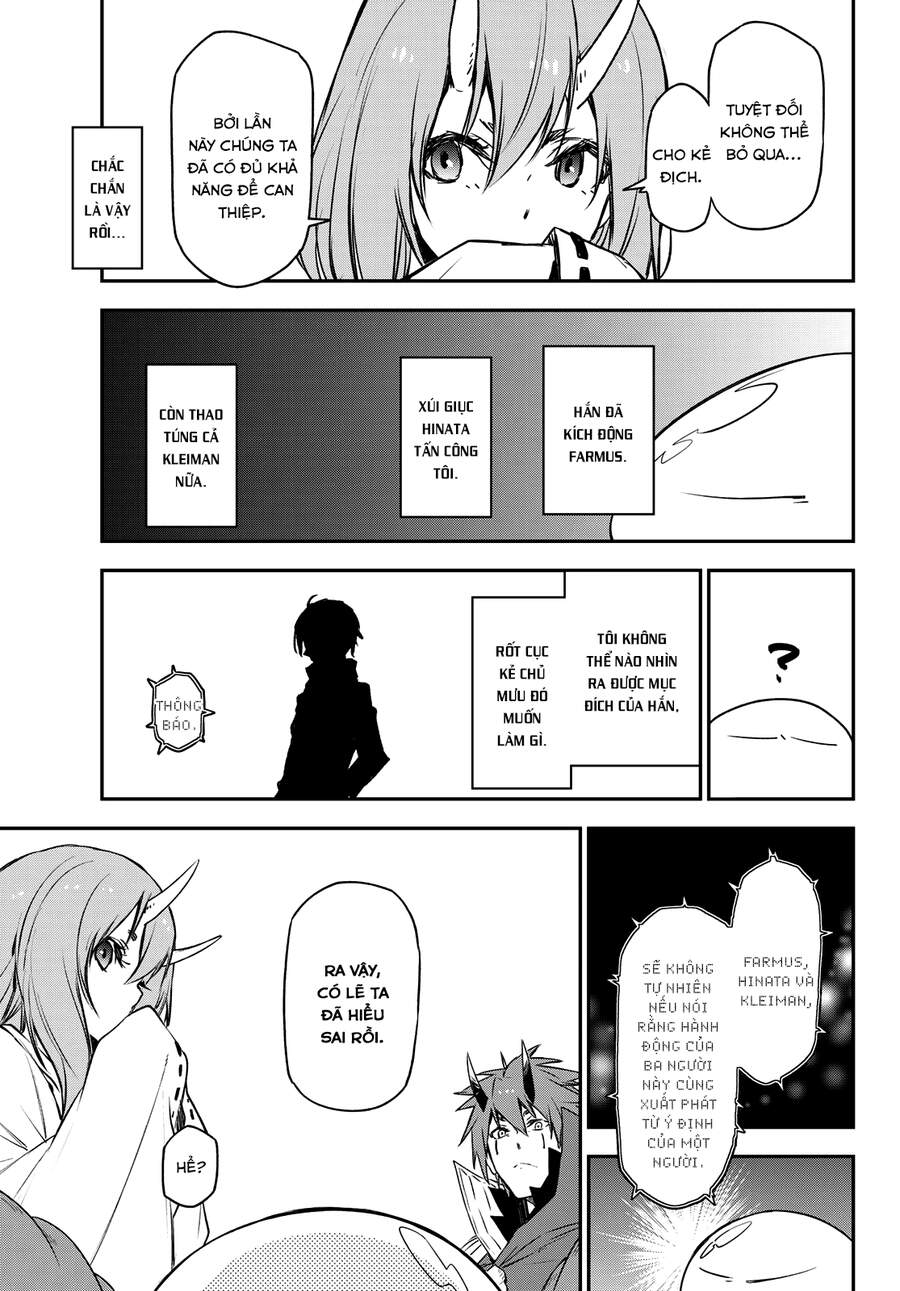 TUYỆT ĐỐI
KHÔNG THỂ
BỎ QUA...
CHO KẺ
ĐỊCH.
BỞI LẦN
NÀY CHÚNG TA
ĐÃ CÓ ĐỦ KHẢ
NĂNG ĐỂ CAN
THIỆP.
CHẮC
CHẮN
LÀ VẬY
RỒI...
HẮN ĐÃ
KÍCH ĐỘNG
FARMUS.
XÚI GIỤC
HINATA
TẤN CÔNG
TÔI.
CÒN THAO
TÚNG CẢ
KLEIMAN
NỮA.
?
TÔI KHÔNG
THỂ NÀO NHÌN
RA ĐƯỢC MỤC
ĐÍCH CỦA HẮN,
RỐT CỤC
KẺ CHỦ
MƯU ĐÓ
MUỐN
LÀM GÌ.
THÔNG
BÁO.
FARMUS,
HINATA VÀ
KLEIMAN,
SẼ KHÔNG
TỰ NHIÊN
NẾU NÓI
RẰNG HÀNH
ĐỘNG CỦA
BA NGƯỜI
NÀY CÙNG
XUẤT PHÁT
TỪ Ý ĐỊNH
CỦA MỘT
NGƯỜI.
RA VẬY,
CÓ LẼ TA
ĐÃ HIỂU
SAI RỒI.
HỂ?